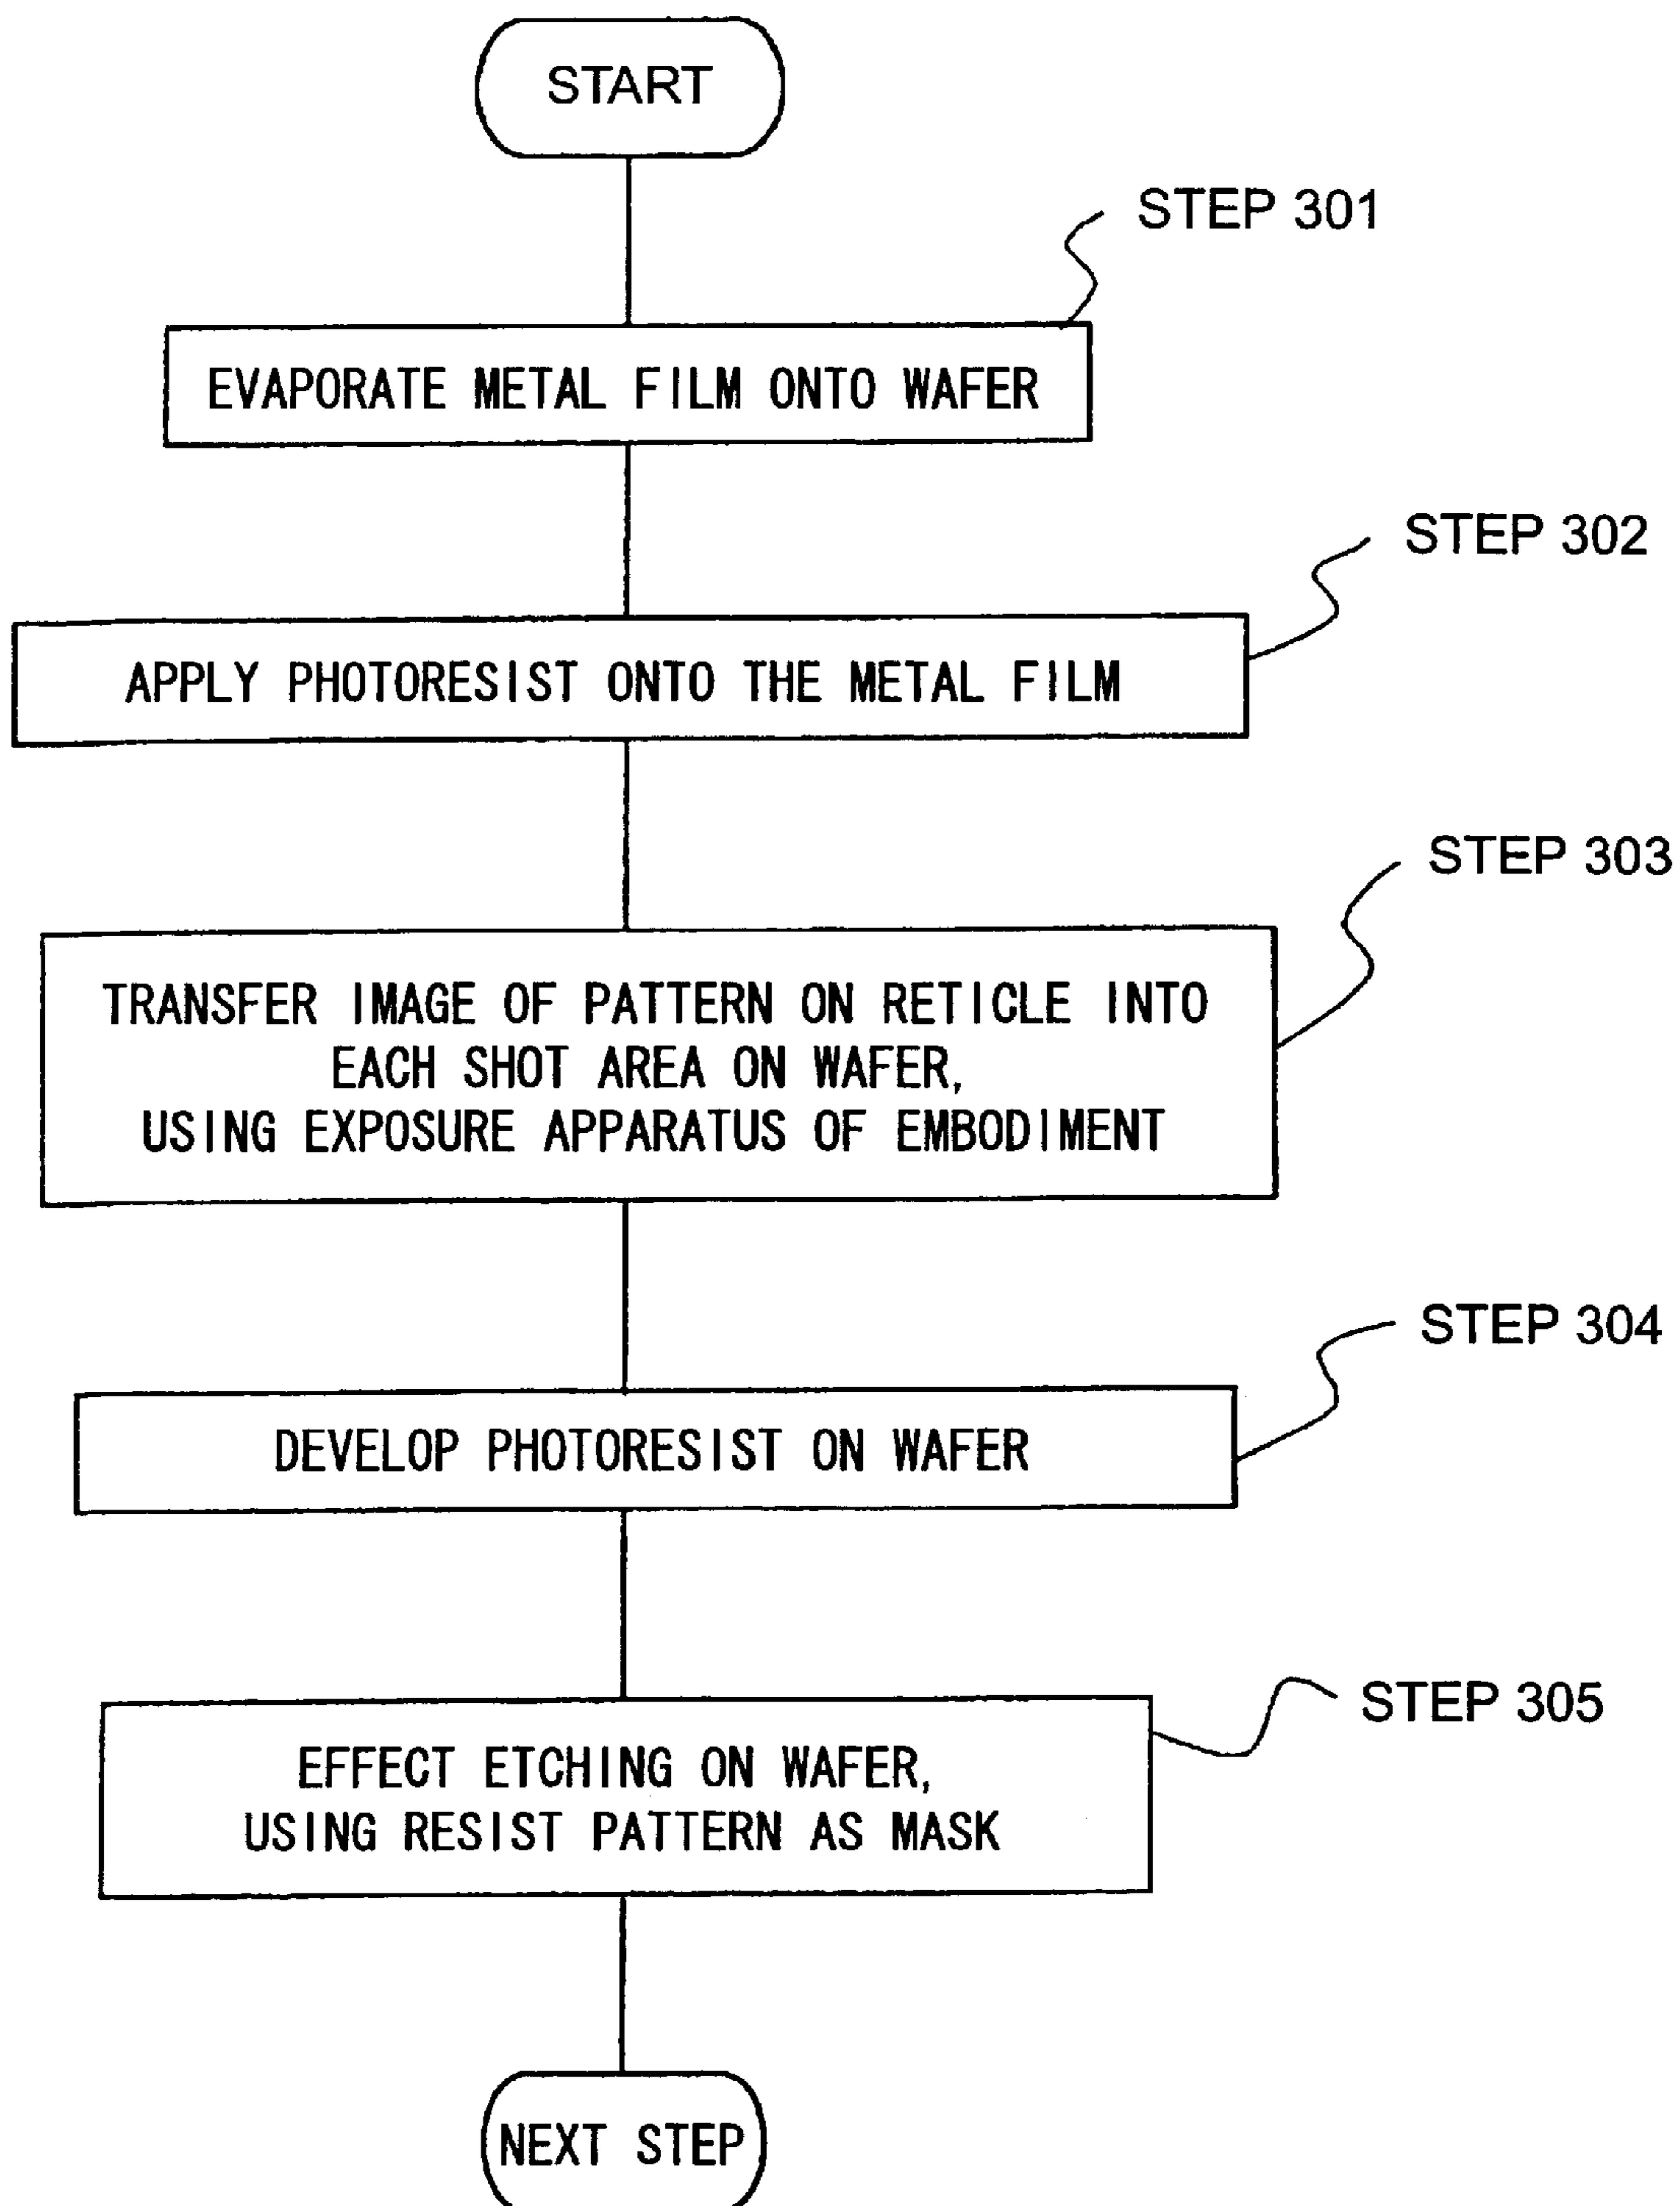 START
STEP 301
EVAPORATE METAL FILM ONTO WAFER
STEP 302
APPLY PHOTORESIST ONTO THE METAL FILM
STEP 303
TRANSFER IMAGE OF PATTERN ON RETICLE INTO
EACH SHOT AREA ON WAFER,
USING EXPOSURE APPARATUS OF EMBODIMENT
STEP 304
DEVELOP PHOTORESIST ON WAFER
STEP 305
EFFECT ETCHING ON WAFER,
USING RESIST PATTERN AS MASK
NEXT STEP